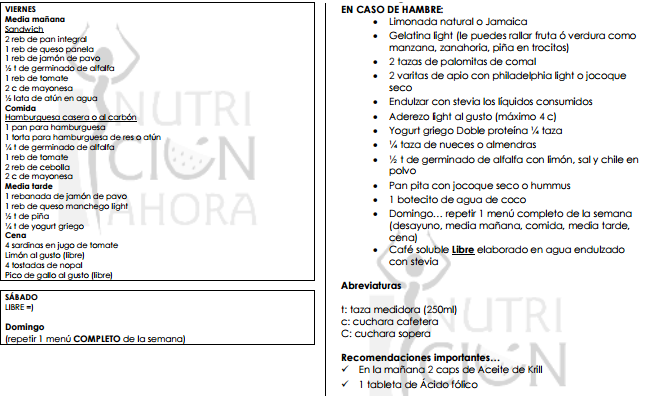 VIERNES
Media mañana
Sandwich
2 reb de pan integral
1 reb de queso panela
1 reb de jamón de pavo
½ t de germinado de alfalfa
1 reb de tomate
2 c de mayonesa
½ lata de atún en agua
Comida
Hamburguesa casera o al carbón
1 pan para hamburguesa
1 torta para hamburguesa de res o atún
¼ t de germinado de alfalfa
1 reb de tomate
2 reb de cebolla
2 c de mayonesa
Media tarde
1 rebanada de jamón de pavo
1 reb de queso manchego light
½ t de piña
¼ t de yogurt griego
Cena
4 sardinas en jugo de tomate
Limón al gusto (libre)
4 tostadas de nopal
Pico de gallo al gusto (libre)
SÁBADO
LIBRE =)
Domingo
(repetir 1 menú COMPLETO de la semana)
NUTRI
CIÓN
AHORA
EN CASO DE HAMBRE:
• Limonada natural o Jamaica
• Gelatina light (le puedes rallar fruta ó verdura como
manzana, zanahoria, piña en trocitos)
• 2 tazas de palomitas de comal
• 2 varitas de apio con philadelphia light o jocoque
seco
• Endulzar con stevia los líquidos consumidos
• Aderezo light al gusto (máximo 4 c)
• Yogurt griego Doble proteína ¼ taza
• ¼ taza de nueces o almendras
• ½ t de germinado de alfalfa con limón, sal y chile en
polvo
• Pan pita con jocoque seco o hummus
• 1 botecito de agua de coco
• Domingo… repetir 1 menú completo de la semana
(desayuno, media mañana, comida, media tarde,
cena)
• Café soluble Libre elaborado en agua endulzado
con stevia
Abreviaturas
t: taza medidora (250ml)
c: cuchara cafetera
C: cuchara sopera
Recomendaciones importantes…
✓ En la mañana 2 caps de Aceite de Krill
✓ 1 tableta de Ácido fólico
NUTRI
CIÓN